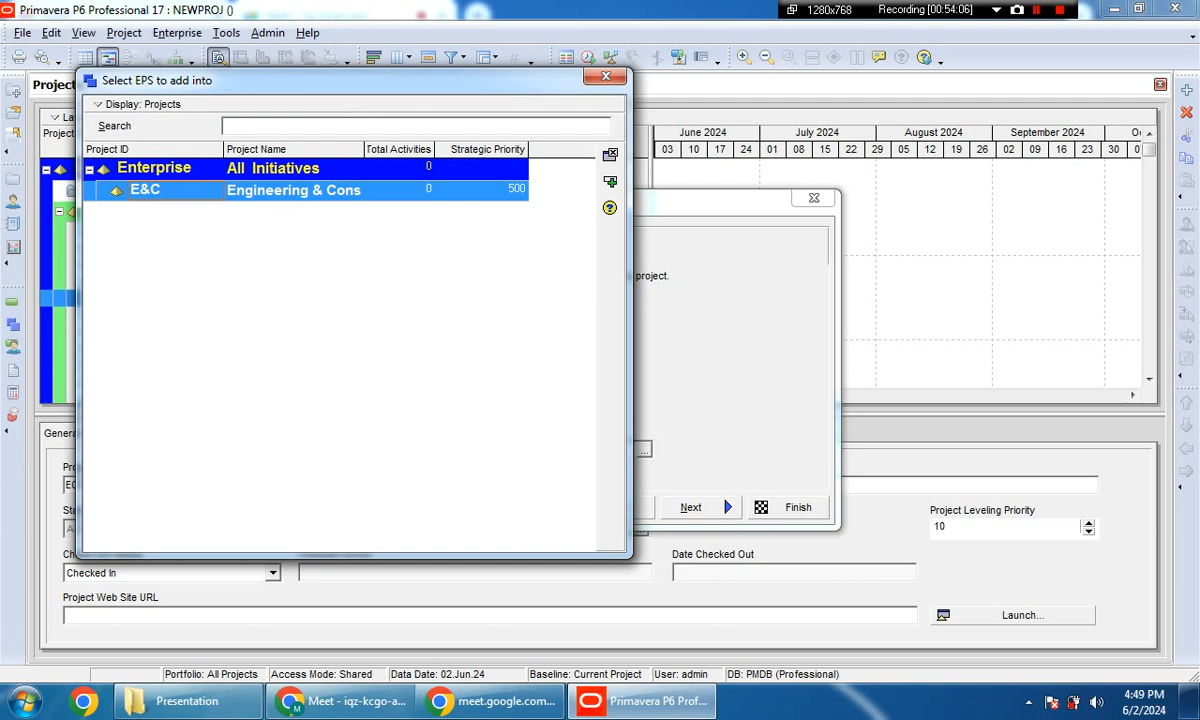 Primavera P6 Professional 17 : NEWPROJ ()
1280x768
Recording [00:54:06]
File Edit View Project Enterprise Tools Admin Help
Project
Select EPS to add into
Display: Projects
Search
Project ID Project Name Total Activities Strategic Priority
Enterprise All Initiatives 0
E&C Engineering & Cons 0 500
La
Project
June 2024 July 2024 August 2024 September 2024
03 10 17 24 01 08 15 22 29 05 12 19 26 02 09 16 23 30
project.
...
Next Finish
General
Project Leveling Priority
10
Date Checked Out
Checked In
Project Web Site URL
Launch...
Portfolio: All Projects Access Mode: Shared Data Date: 02.Jun.24 Baseline: Current Project User: admin DB: PMDB (Professional)
Presentation
Meet - iqz-kcgo-a...
meet.google.com...
Primavera P6 Prof...
4:49 PM
6/2/2024